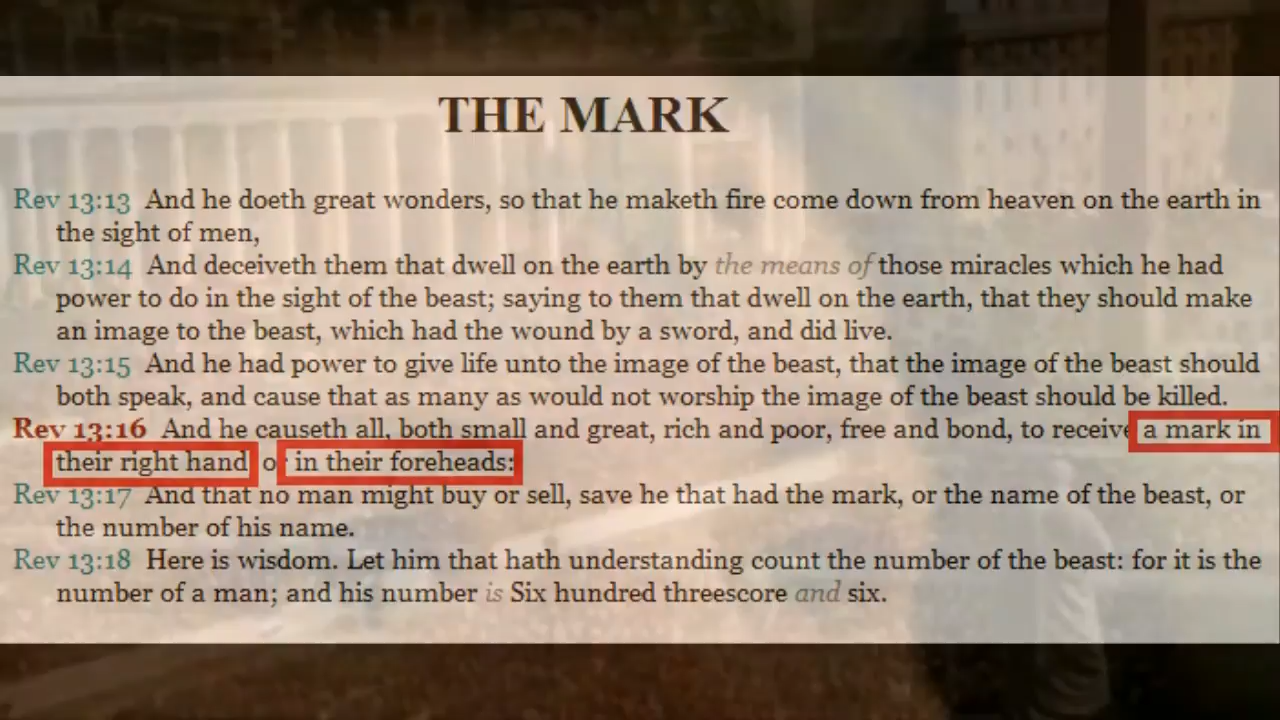 THE MARK
Rev 13:13 And he doeth great wonders, so that he maketh fire come down from heaven on the earth in
the sight of men,
Rev 13:14 And deceiveth them that dwell on the earth by the means of those miracles which he had
power to do in the sight of the beast; saying to them that dwell on the earth, that they should make
an image to the beast, which had the wound by a sword, and did live.
Rev 13:15 And he had power to give life unto the image of the beast, that the image of the beast should
both speak, and cause that as many as would not worship the image of the beast should be killed.
Rev 13:16 And he causeth all, both small and great, rich and poor, free and bond, to receive a mark in
their right hand or in their foreheads:
Rev 13:17 And that no man might buy or sell, save he that had the mark, or the name of the beast, or
the number of his name.
Rev 13:18 Here is wisdom. Let him that hath understanding count the number of the beast: for it is the
number of a man; and his number is Six hundred threescore and six.